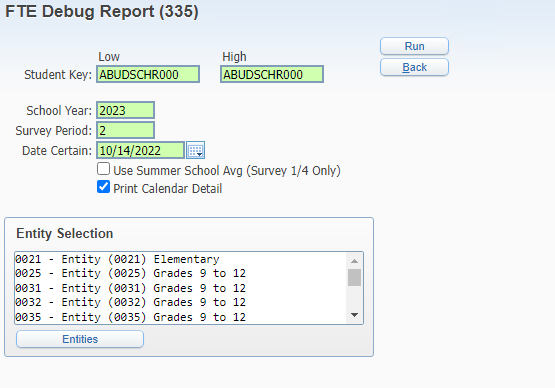 FTE Debug Report (335)
Low High
Student Key: ABUDSCHR000 ABUDSCHR000
Run
Back
School Year: 2023
Survey Period: 2
Date Certain: 10/14/2022
Use Summer School Avg (Survey 1/4 Only)
Print Calendar Detail
Entity Selection
0021 - Entity (0021) Elementary
0025 - Entity (0025) Grades 9 to 12
0031 - Entity (0031) Grades 9 to 12
0032 - Entity (0032) Grades 9 to 12
0035 - Entity (0035) Grades 9 to 12
Entities